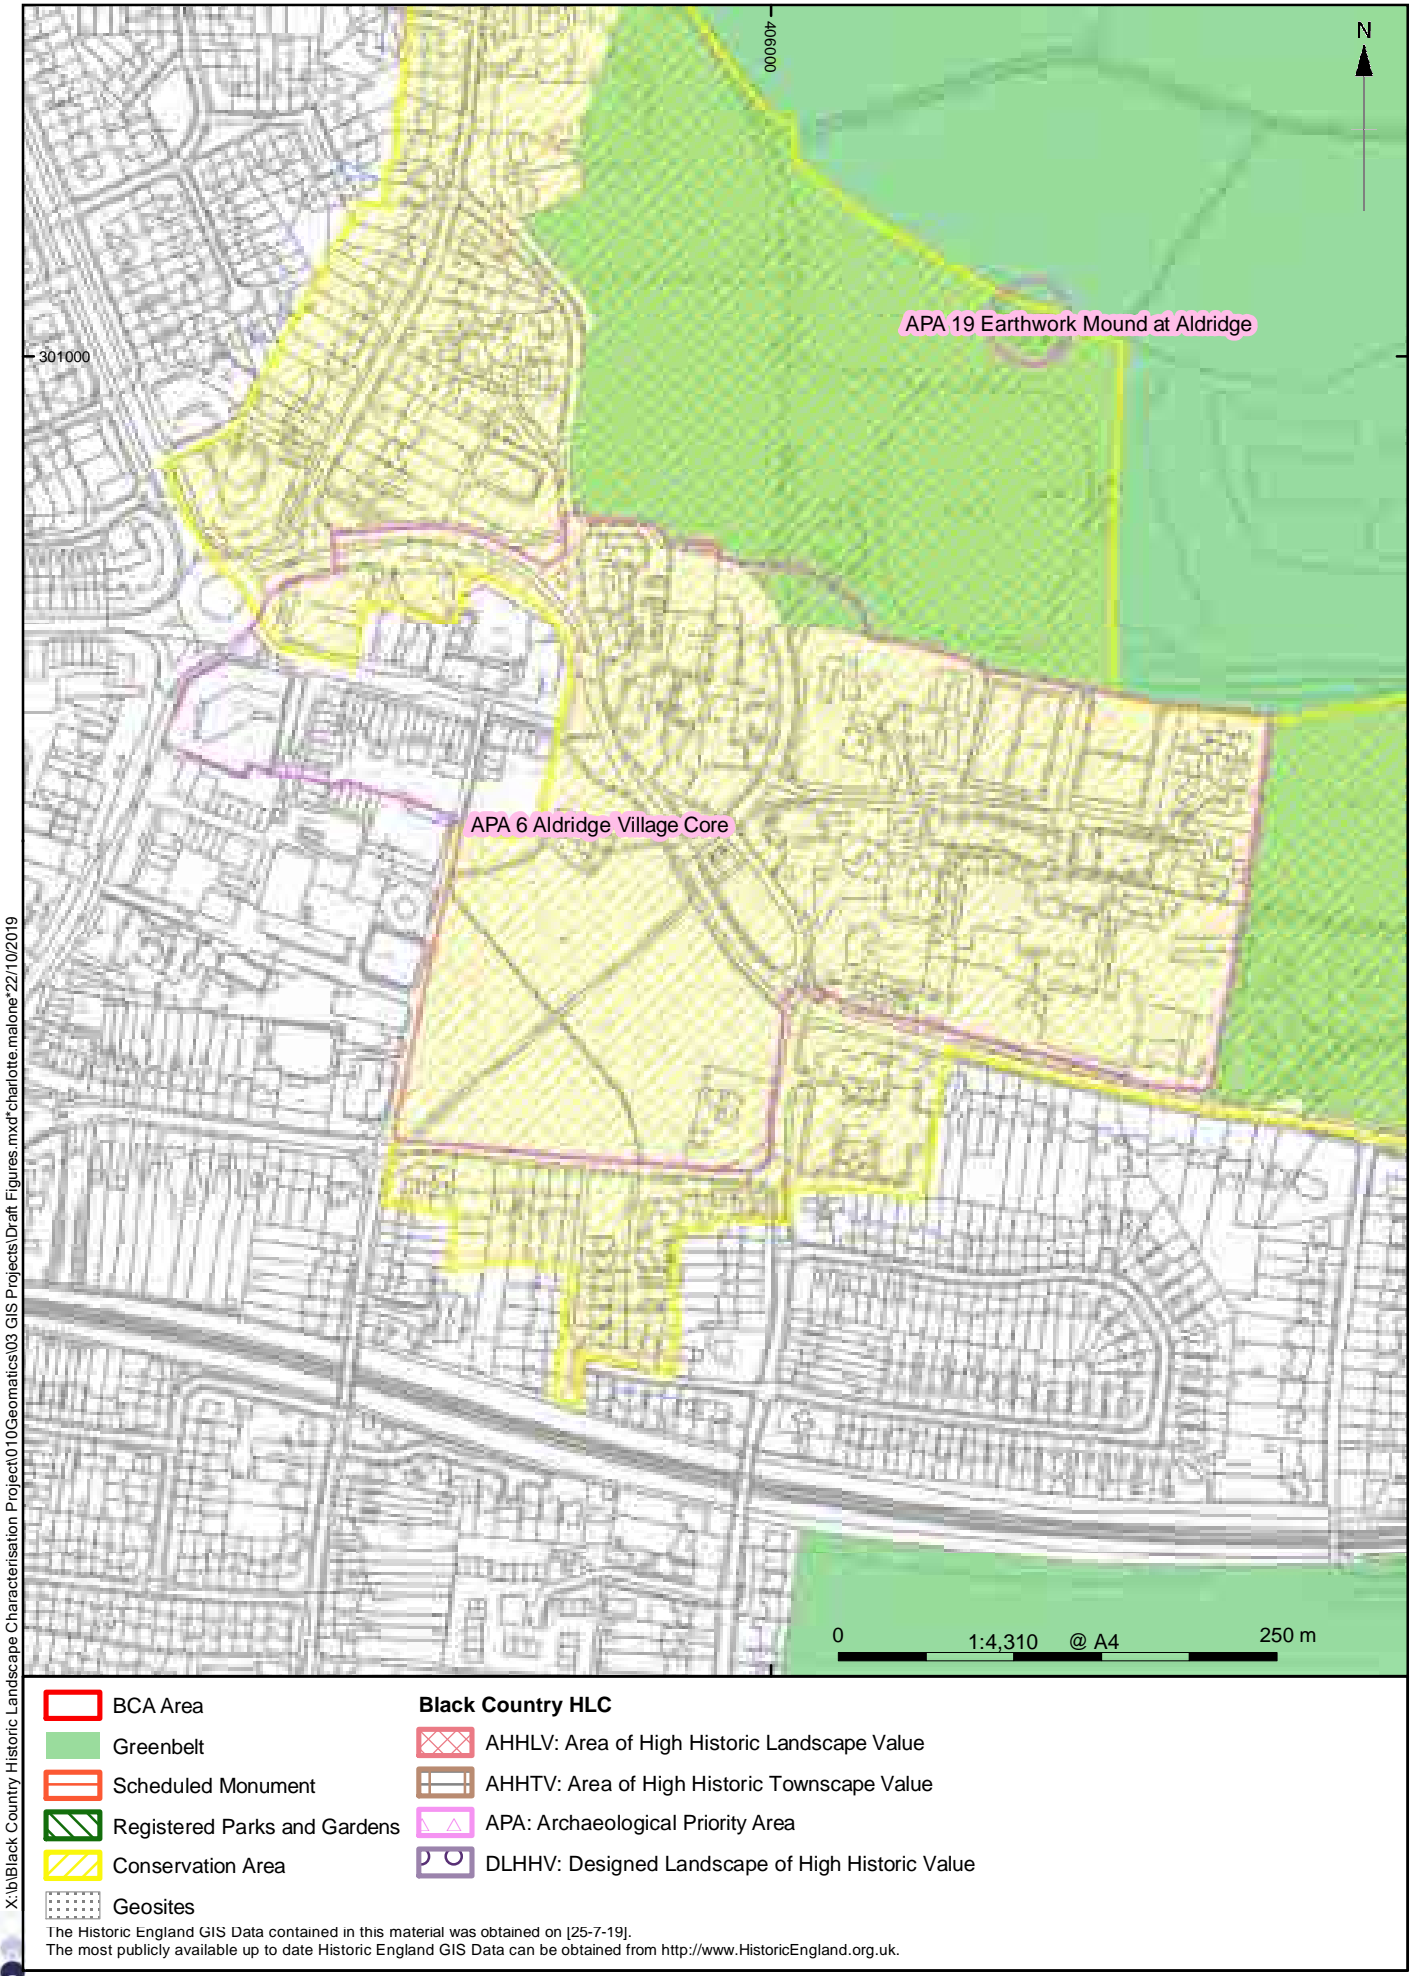 406000
N
APA 19 Earthwork Mound at Aldridge
301000
APA 6 Aldridge Village Core
X:\b\Black Country Historic Landscape Characterisation Project\010Geomatics\03 GIS Projects\Draft Figures.mxd*charlotte.malone*22/10/2019
0 1:4,310 @ A4 250 m
BCA Area
Greenbelt
Scheduled Monument
Registered Parks and Gardens
Conservation Area
Geosites
Black Country HLC
AHHLV: Area of High Historic Landscape Value
AHHTV: Area of High Historic Townscape Value
APA: Archaeological Priority Area
DLHHV: Designed Landscape of High Historic Value
The Historic England GIS Data contained in this material was obtained on [25-7-19].
The most publicly available up to date Historic England GIS Data can be obtained from http://www.HistoricEngland.org.uk.